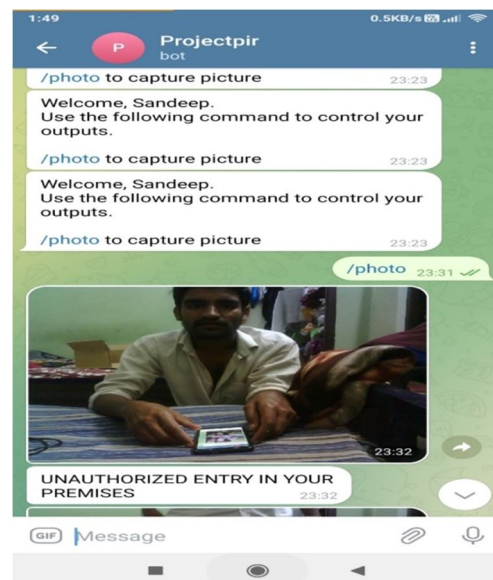 1:49
0.5KB/s
P
Projectpir
bot
/photo to capture picture
23:23
Welcome, Sandeep.
Use the following command to control your
outputs.
/photo to capture picture
23:23
Welcome, Sandeep.
Use the following command to control your
outputs.
/photo to capture picture
23:23
/photo 23:31
23:32
UNAUTHORIZED ENTRY IN YOUR
PREMISES
23:32
GIF
Message